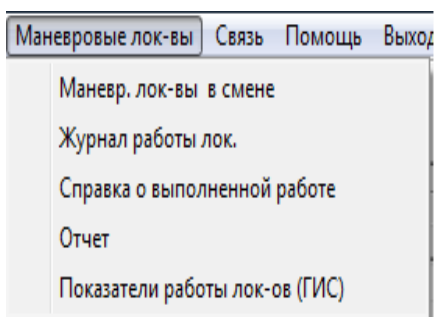 Маневровые лок-вы Связь Помощь Выход
Маневр. лок-вы в смене
Журнал работы лок.
Справка о выполненной работе
Отчет
Показатели работы лок-ов (ГИС)